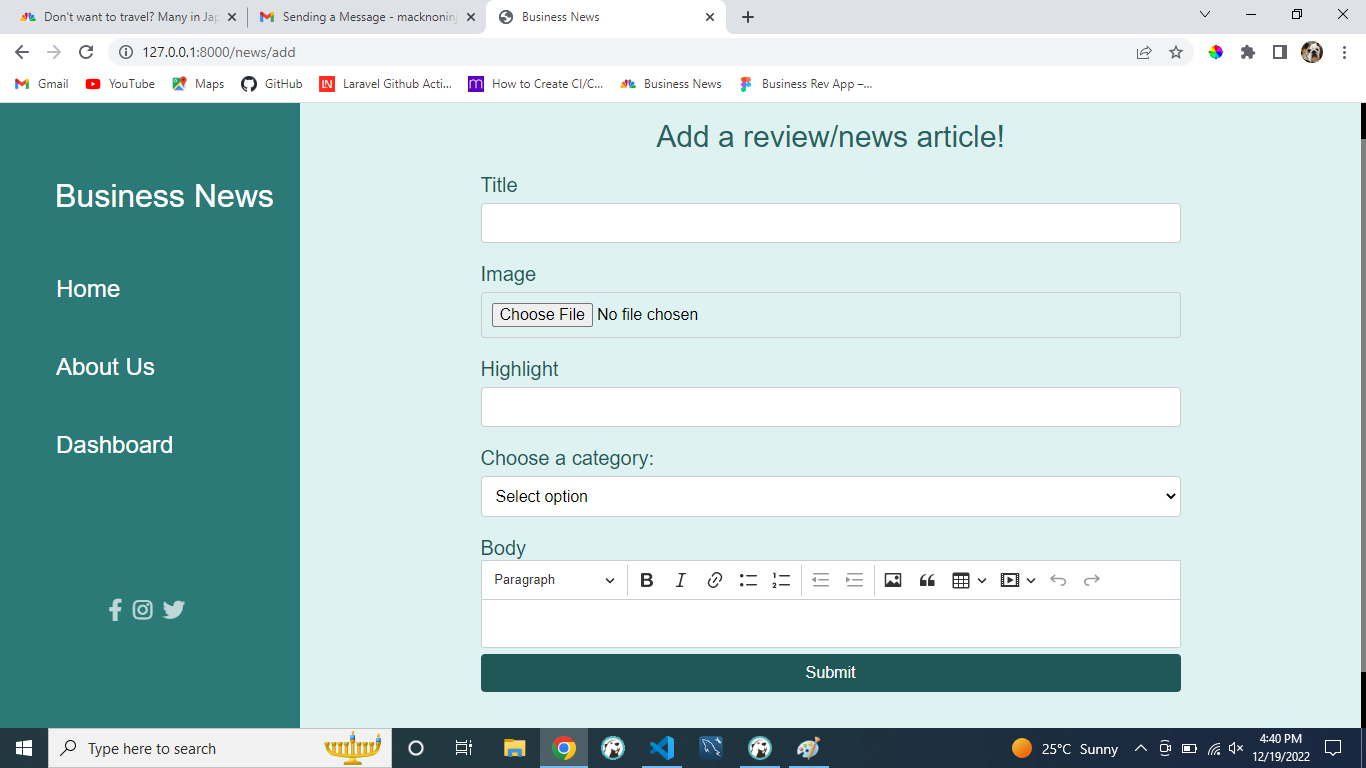 Don't want to travel? Many in Jap
Sending a Message - macknonin
Business News
127.0.0.1:8000/news/add
Gmail
YouTube
Maps
GitHub
LN
Laravel Github Acti...
How to Create CI/C...
Business News
Business Rev App –...
Business News
Home
About Us
Dashboard
Add a review/news article!
Title
Image
Choose File No file chosen
Highlight
Choose a category:
Select option
Body
Paragraph
Submit
Type here to search
25°C Sunny
4:40 PM
12/19/2022